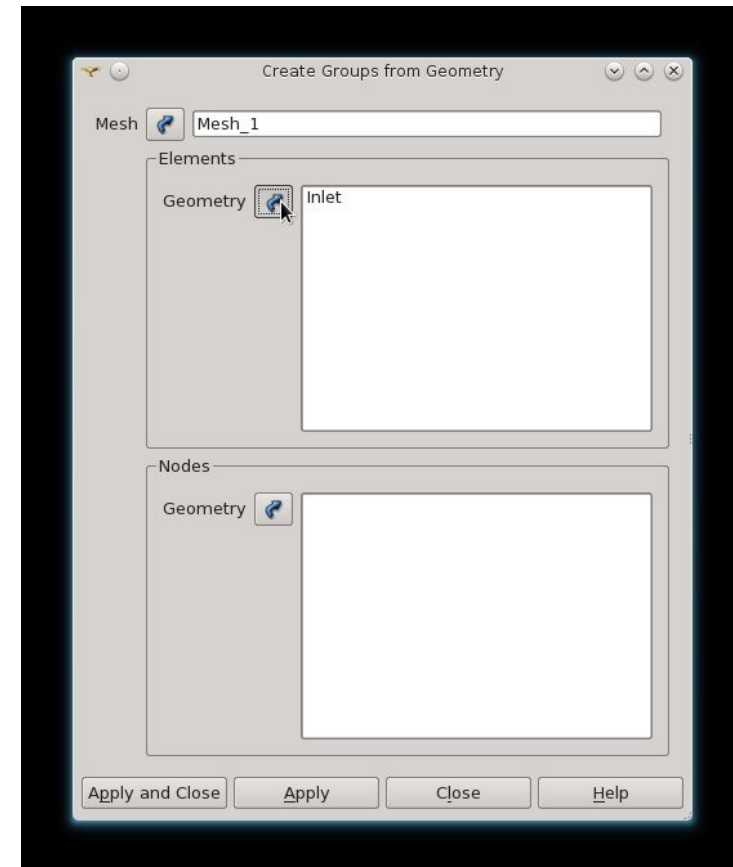 Create Groups from Geometry
Mesh Mesh_1
Elements
Geometry Inlet
Nodes
Geometry
Apply and Close Apply Close Help